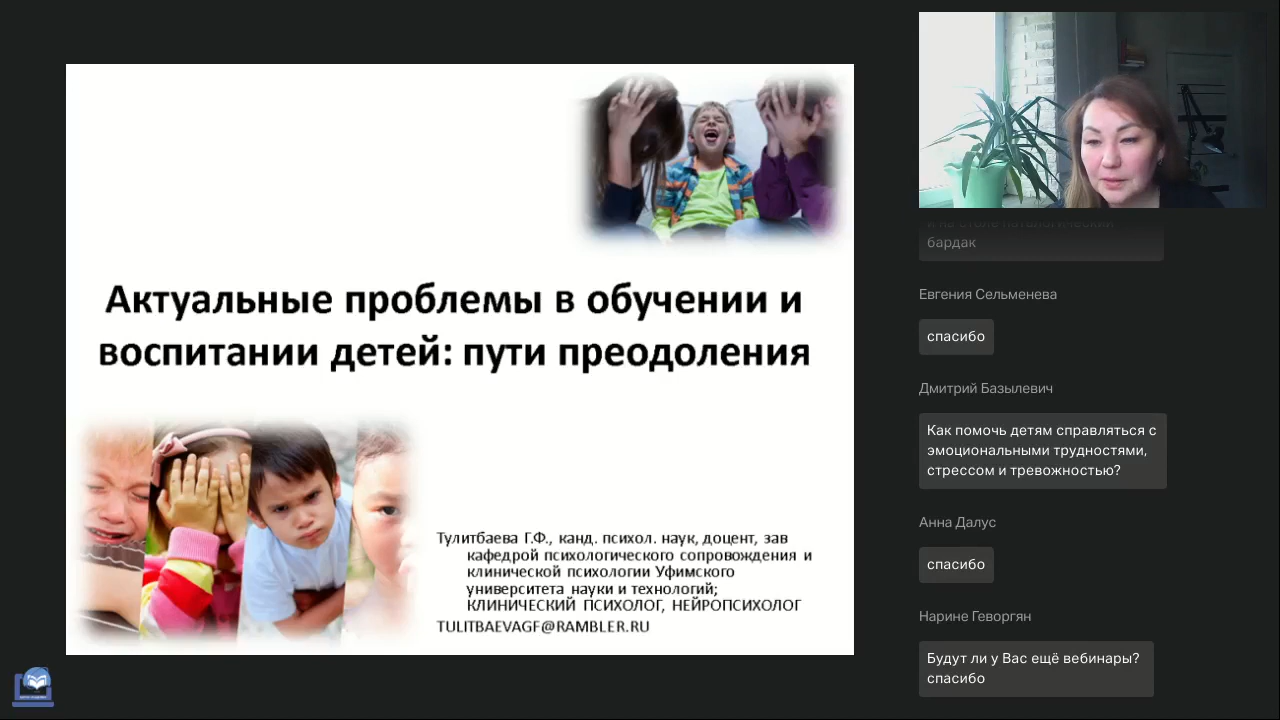 Актуальные проблемы в обучении и
воспитании детей: пути преодоления
Тулитбаева Г.Ф., канд. психол. наук, доцент, зав
кафедрой психологического сопровождения и
клинической психологии Уфимского
университета науки и технологий;
КЛИНИЧЕСКИЙ ПСИХОЛОГ, НЕЙРОПСИХОЛОГ
TULITBAEVAGF@RAMBLER.RU
бардак
Евгения Сельменева
спасибо
Дмитрий Базылевич
Как помочь детям справляться с
эмоциональными трудностями,
стрессом и тревожностью?
Анна Далус
спасибо
Нарине Геворгян
Будут ли у Вас ещё вебинары?
спасибо